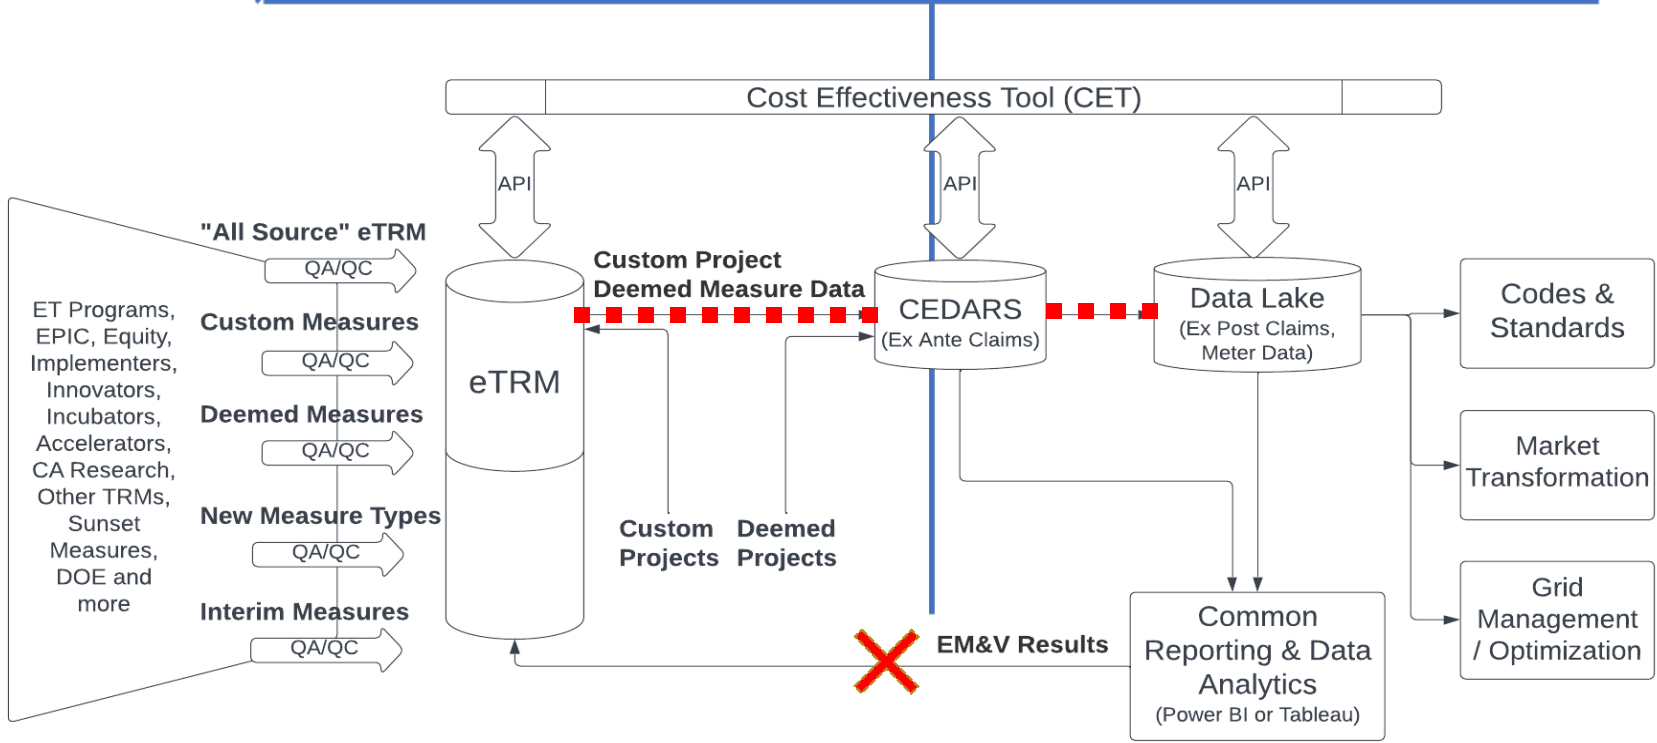 Cost Effectiveness Tool (CET)
API
API
API
"All Source" eTRM
QA/QC
Custom Measures
QA/QC
Deemed Measures
QA/QC
New Measure Types
QA/QC
Interim Measures
QA/QC
ET Programs,
EPIC, Equity,
Implementers,
Innovators,
Incubators,
Accelerators,
CA Research,
Other TRMs,
Sunset
Measures,
DOE and
more
eTRM
Custom Project
Deemed Measure Data
Custom
Projects
Deemed
Projects
CEDARS
(Ex Ante Claims)
Data Lake
(Ex Post Claims,
Meter Data)
Codes &
Standards
Market
Transformation
Grid
Management
/ Optimization
EM&V Results
Common
Reporting & Data
Analytics
(Power BI or Tableau)